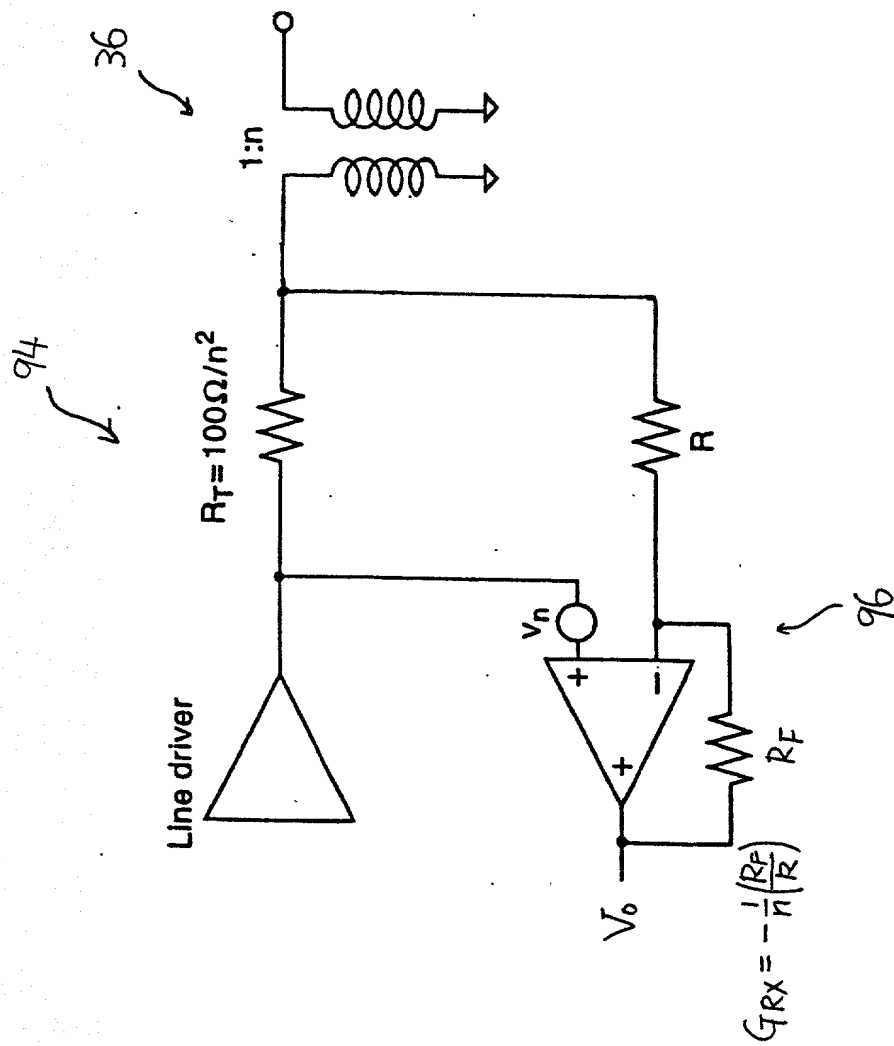 94
36
1:n
R_T=100Ω/n²
Line driver
v_n
+
-
+
R
R_F
V_o
96
G_RX = -1/n(R_F/R)